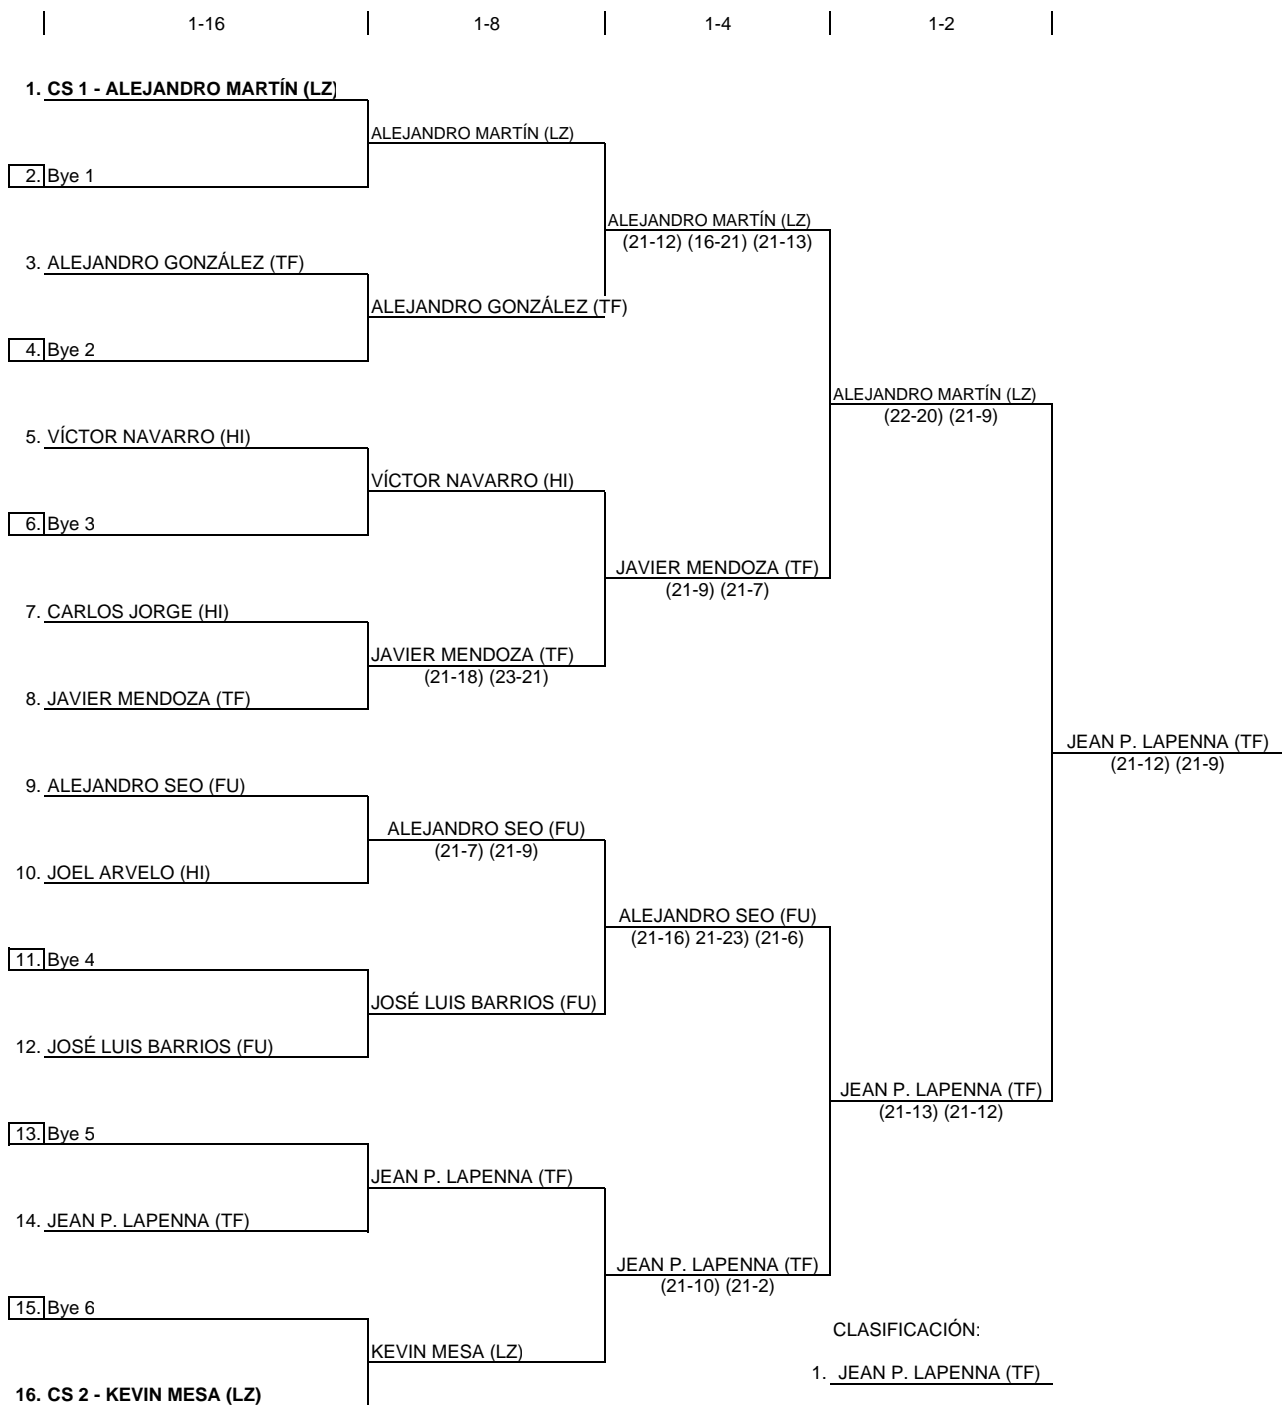 1-16 1-8 1-4 1-2
1. CS 1 - ALEJANDRO MARTÍN (LZ)
ALEJANDRO MARTÍN (LZ)
2. Bye 1
ALEJANDRO MARTÍN (LZ)
(21-12) (16-21) (21-13)
3. ALEJANDRO GONZÁLEZ (TF)
ALEJANDRO GONZÁLEZ (TF)
4. Bye 2
ALEJANDRO MARTÍN (LZ)
(22-20) (21-9)
5. VÍCTOR NAVARRO (HI)
VÍCTOR NAVARRO (HI)
6. Bye 3
JAVIER MENDOZA (TF)
(21-9) (21-7)
7. CARLOS JORGE (HI)
JAVIER MENDOZA (TF)
(21-18) (23-21)
8. JAVIER MENDOZA (TF)
JEAN P. LAPENNA (TF)
(21-12) (21-9)
9. ALEJANDRO SEO (FU)
ALEJANDRO SEO (FU)
(21-7) (21-9)
10. JOEL ARVELO (HI)
ALEJANDRO SEO (FU)
(21-16) 21-23) (21-6)
11. Bye 4
JOSÉ LUIS BARRIOS (FU)
12. JOSÉ LUIS BARRIOS (FU)
JEAN P. LAPENNA (TF)
(21-13) (21-12)
13. Bye 5
JEAN P. LAPENNA (TF)
14. JEAN P. LAPENNA (TF)
JEAN P. LAPENNA (TF)
(21-10) (21-2)
15. Bye 6
CLASIFICACIÓN:
KEVIN MESA (LZ)
1. JEAN P. LAPENNA (TF)
16. CS 2 - KEVIN MESA (LZ)